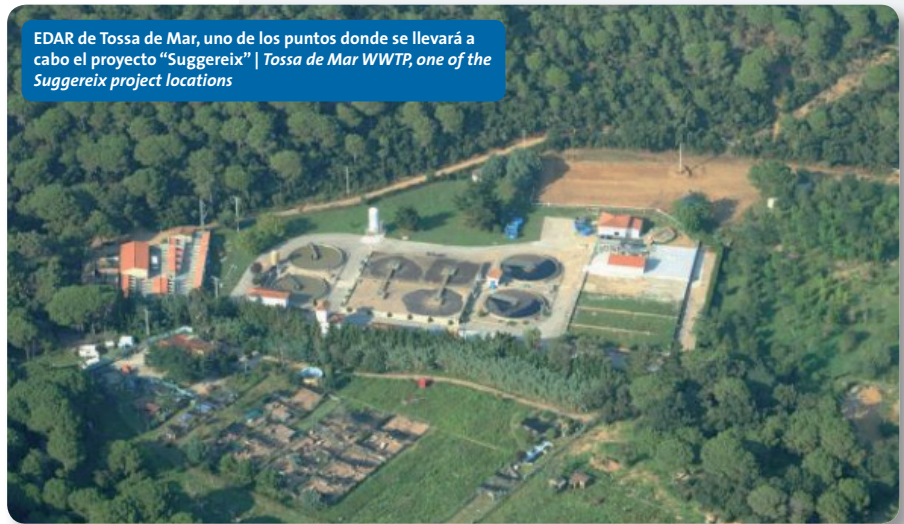 EDAR de Tossa de Mar, uno de los puntos donde se llevará a
cabo el proyecto “Suggereix” | Tossa de Mar WWTP, one of the
Suggereix project locations